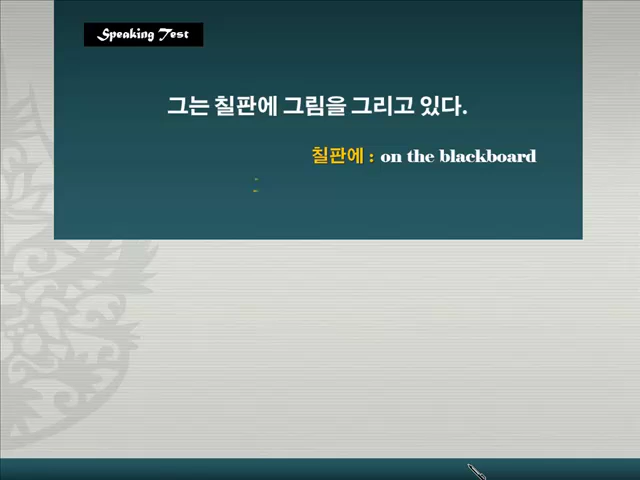 Speaking Test
그는 칠판에 그림을 그리고 있다.
칠판에 : on the blackboard